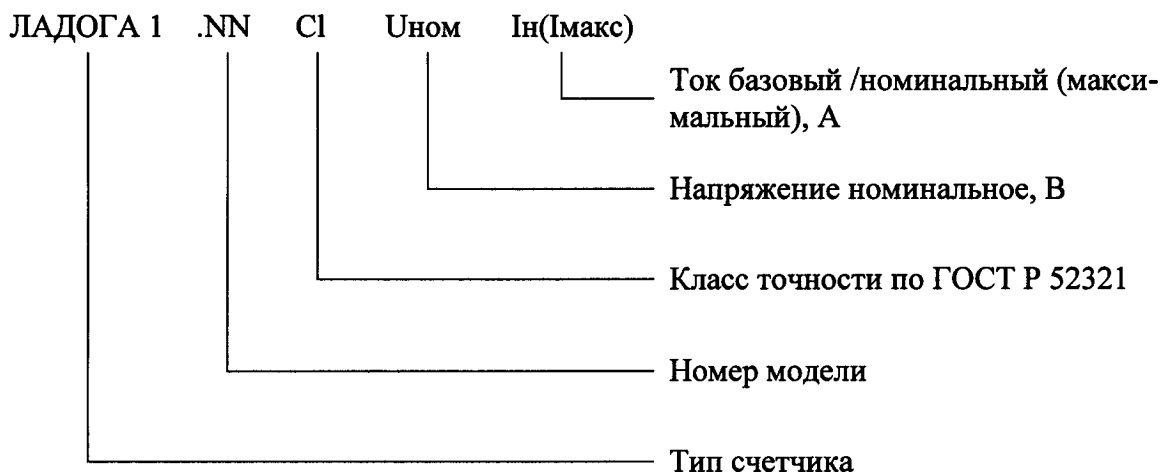 ЛАДОГА 1 .NN Cl Uном Iн(Iмакс)
Ток базовый /номинальный (макси-
мальный), А
Напряжение номинальное, В
Класс точности по ГОСТ Р 52321
Номер модели
Тип счетчика